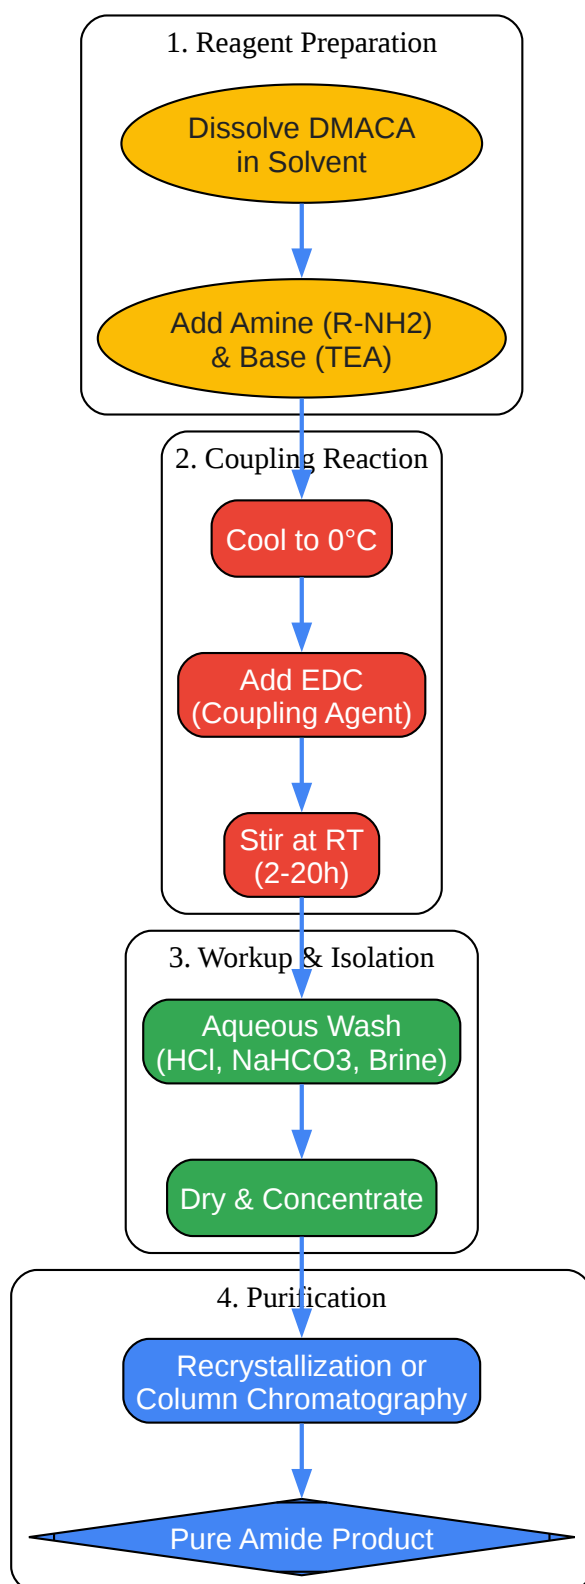 1. Reagent Preparation
Dissolve DMACA
in Solvent
Add Amine (R-NH2)
& Base (TEA)
2. Coupling Reaction
Cool to 0°C
Add EDC
(Coupling Agent)
Stir at RT
(2-20h)
3. Workup & Isolation
Aqueous Wash
(HCl, NaHCO3, Brine)
Dry & Concentrate
4. Purification
Recrystallization or
Column Chromatography
Pure Amide Product